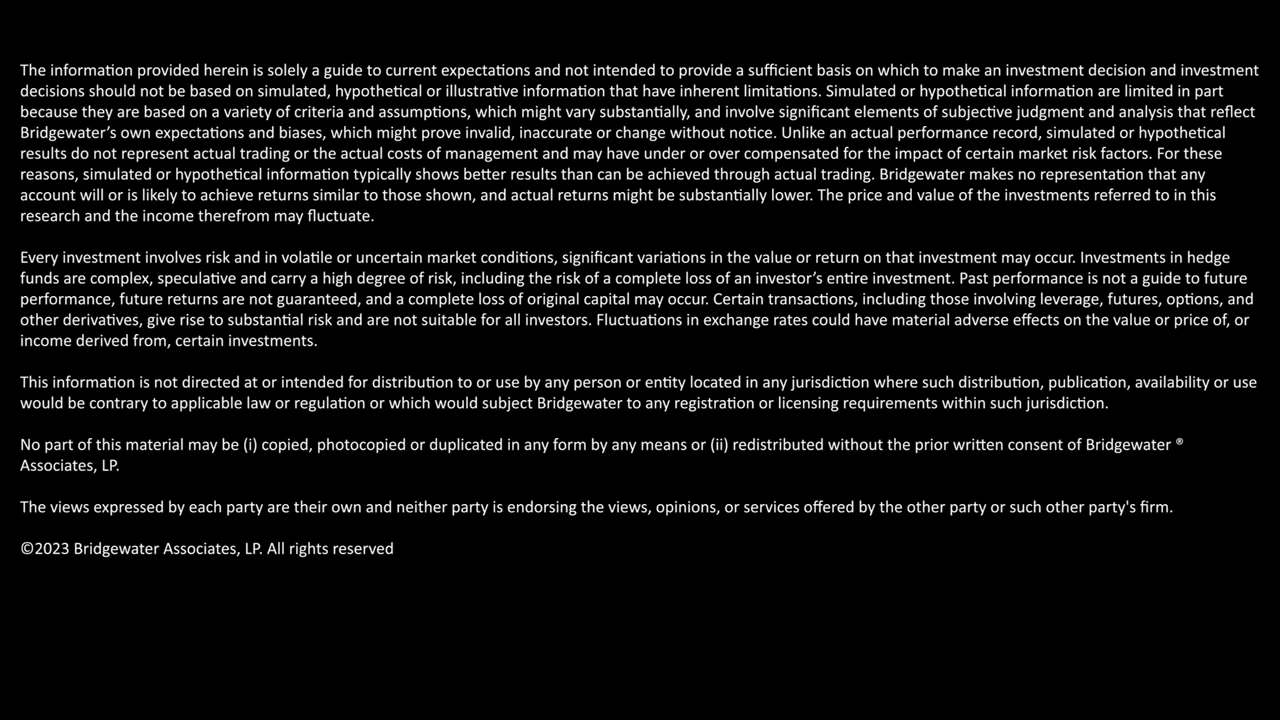 The information provided herein is solely a guide to current expectations and not intended to provide a sufficient basis on which to make an investment decision and investment
decisions should not be based on simulated, hypothetical or illustrative information that have inherent limitations. Simulated or hypothetical information are limited in part
because they are based on a variety of criteria and assumptions, which might vary substantially, and involve significant elements of subjective judgment and analysis that reflect
Bridgewater’s own expectations and biases, which might prove invalid, inaccurate or change without notice. Unlike an actual performance record, simulated or hypothetical
results do not represent actual trading or the actual costs of management and may have under or over compensated for the impact of certain market risk factors. For these
reasons, simulated or hypothetical information typically shows better results than can be achieved through actual trading. Bridgewater makes no representation that any
account will or is likely to achieve returns similar to those shown, and actual returns might be substantially lower. The price and value of the investments referred to in this
research and the income therefrom may fluctuate.
Every investment involves risk and in volatile or uncertain market conditions, significant variations in the value or return on that investment may occur. Investments in hedge
funds are complex, speculative and carry a high degree of risk, including the risk of a complete loss of an investor’s entire investment. Past performance is not a guide to future
performance, future returns are not guaranteed, and a complete loss of original capital may occur. Certain transactions, including those involving leverage, futures, options, and
other derivatives, give rise to substantial risk and are not suitable for all investors. Fluctuations in exchange rates could have material adverse effects on the value or price of, or
income derived from, certain investments.
This information is not directed at or intended for distribution to or use by any person or entity located in any jurisdiction where such distribution, publication, availability or use
would be contrary to applicable law or regulation or which would subject Bridgewater to any registration or licensing requirements within such jurisdiction.
No part of this material may be (i) copied, photocopied or duplicated in any form by any means or (ii) redistributed without the prior written consent of Bridgewater ®
Associates, LP.
The views expressed by each party are their own and neither party is endorsing the views, opinions, or services offered by the other party or such other party's firm.
©2023 Bridgewater Associates, LP. All rights reserved